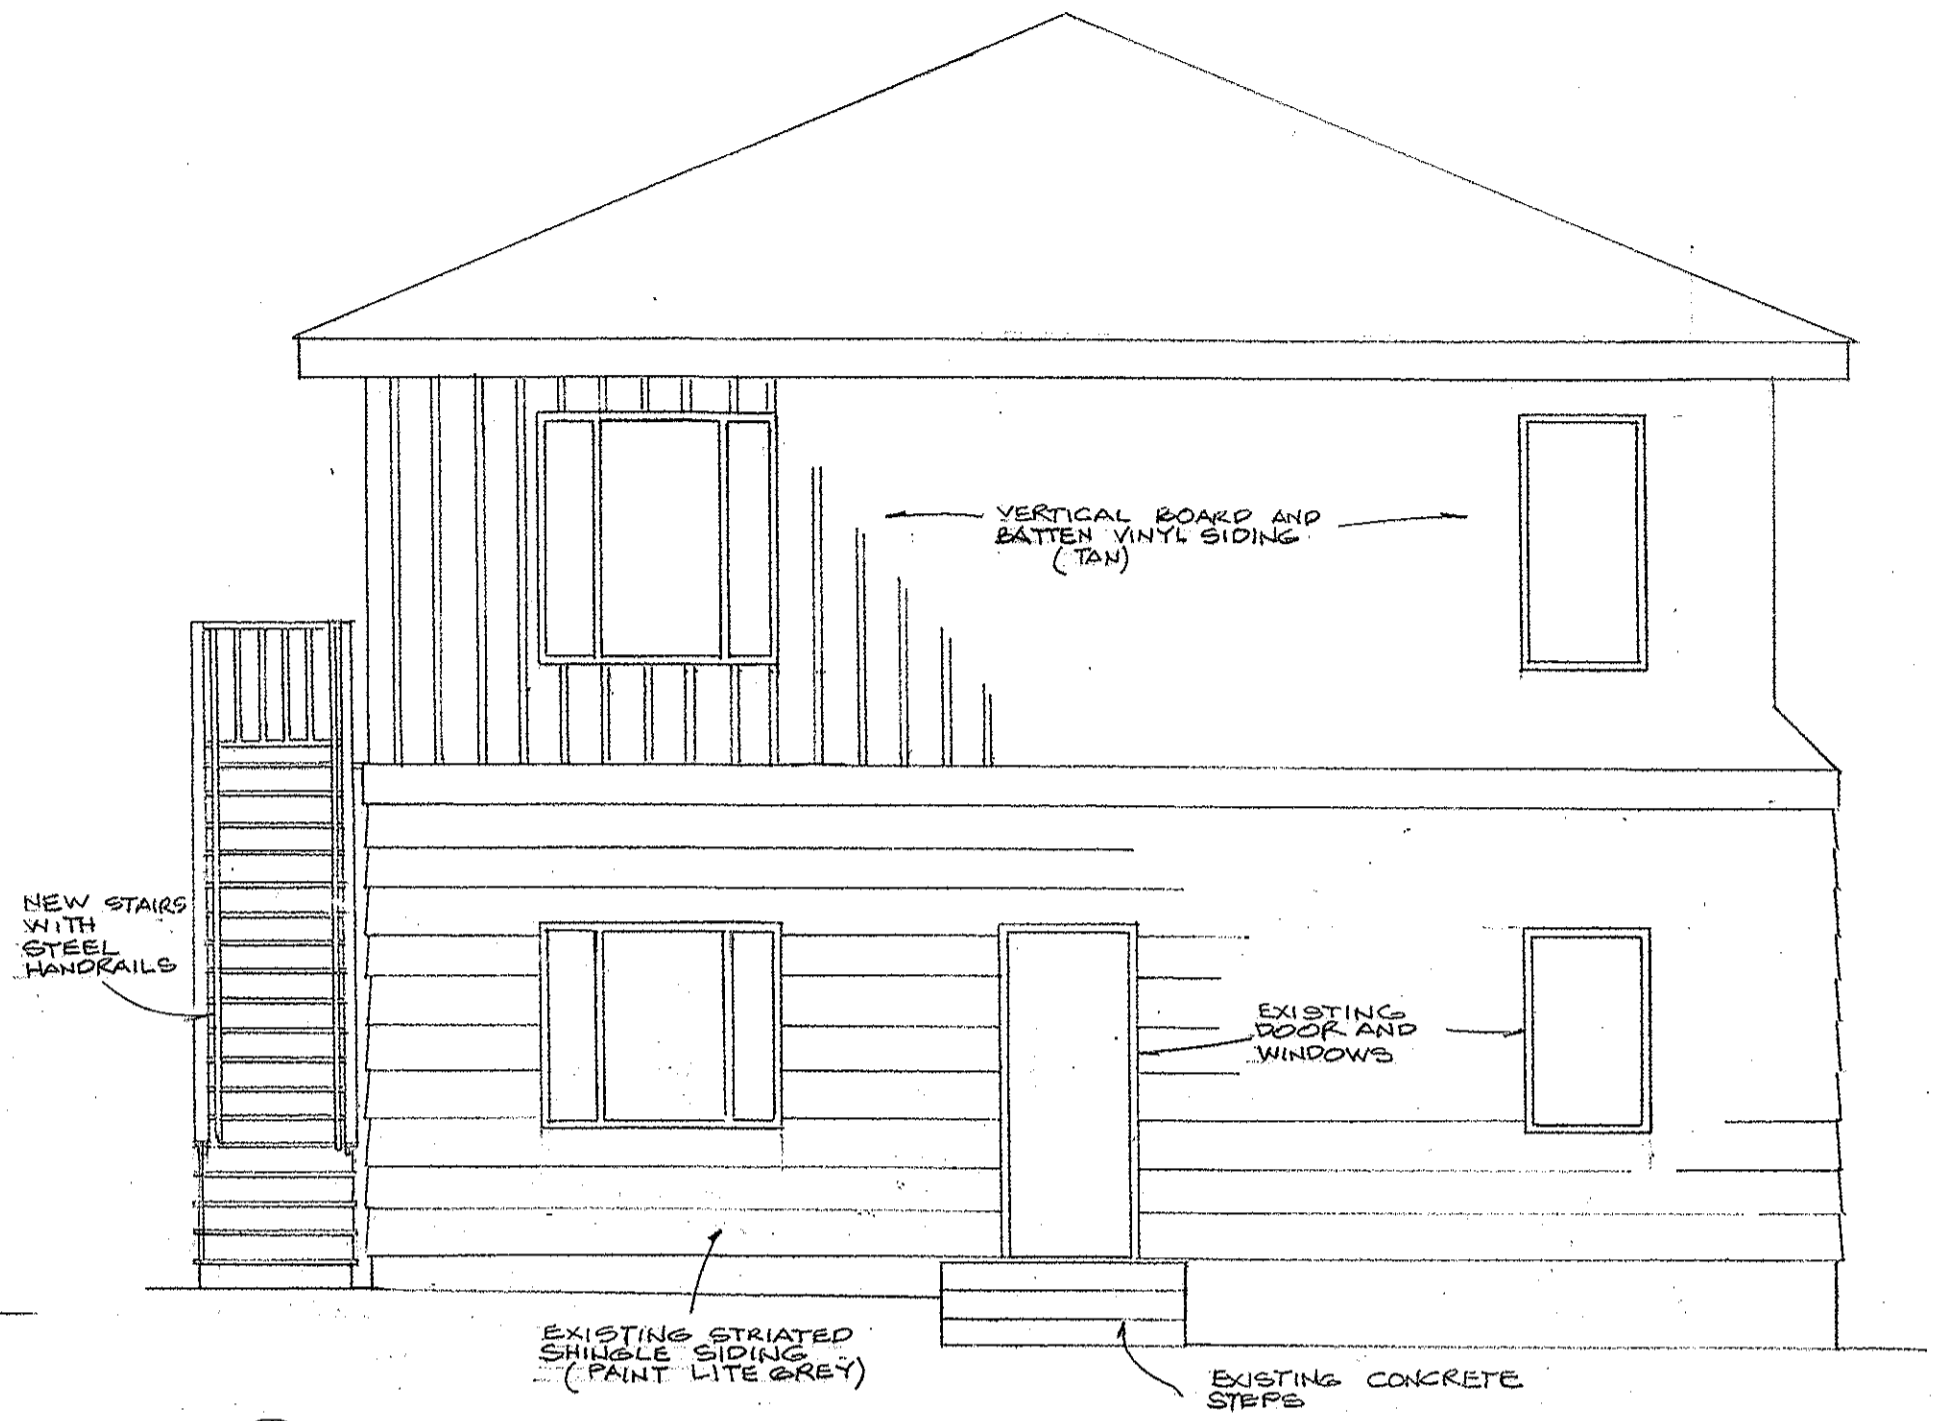 VERTICAL BOARD AND
BATTEN VINYL SIDING
(TAN)
NEW STAIRS
WITH
STEEL
HANDRAILS
EXISTING
DOOR AND
WINDOWS
EXISTING STRIATED
SHINGLE SIDING
(PAINT LITE GREY)
EXISTING CONCRETE
STEPS